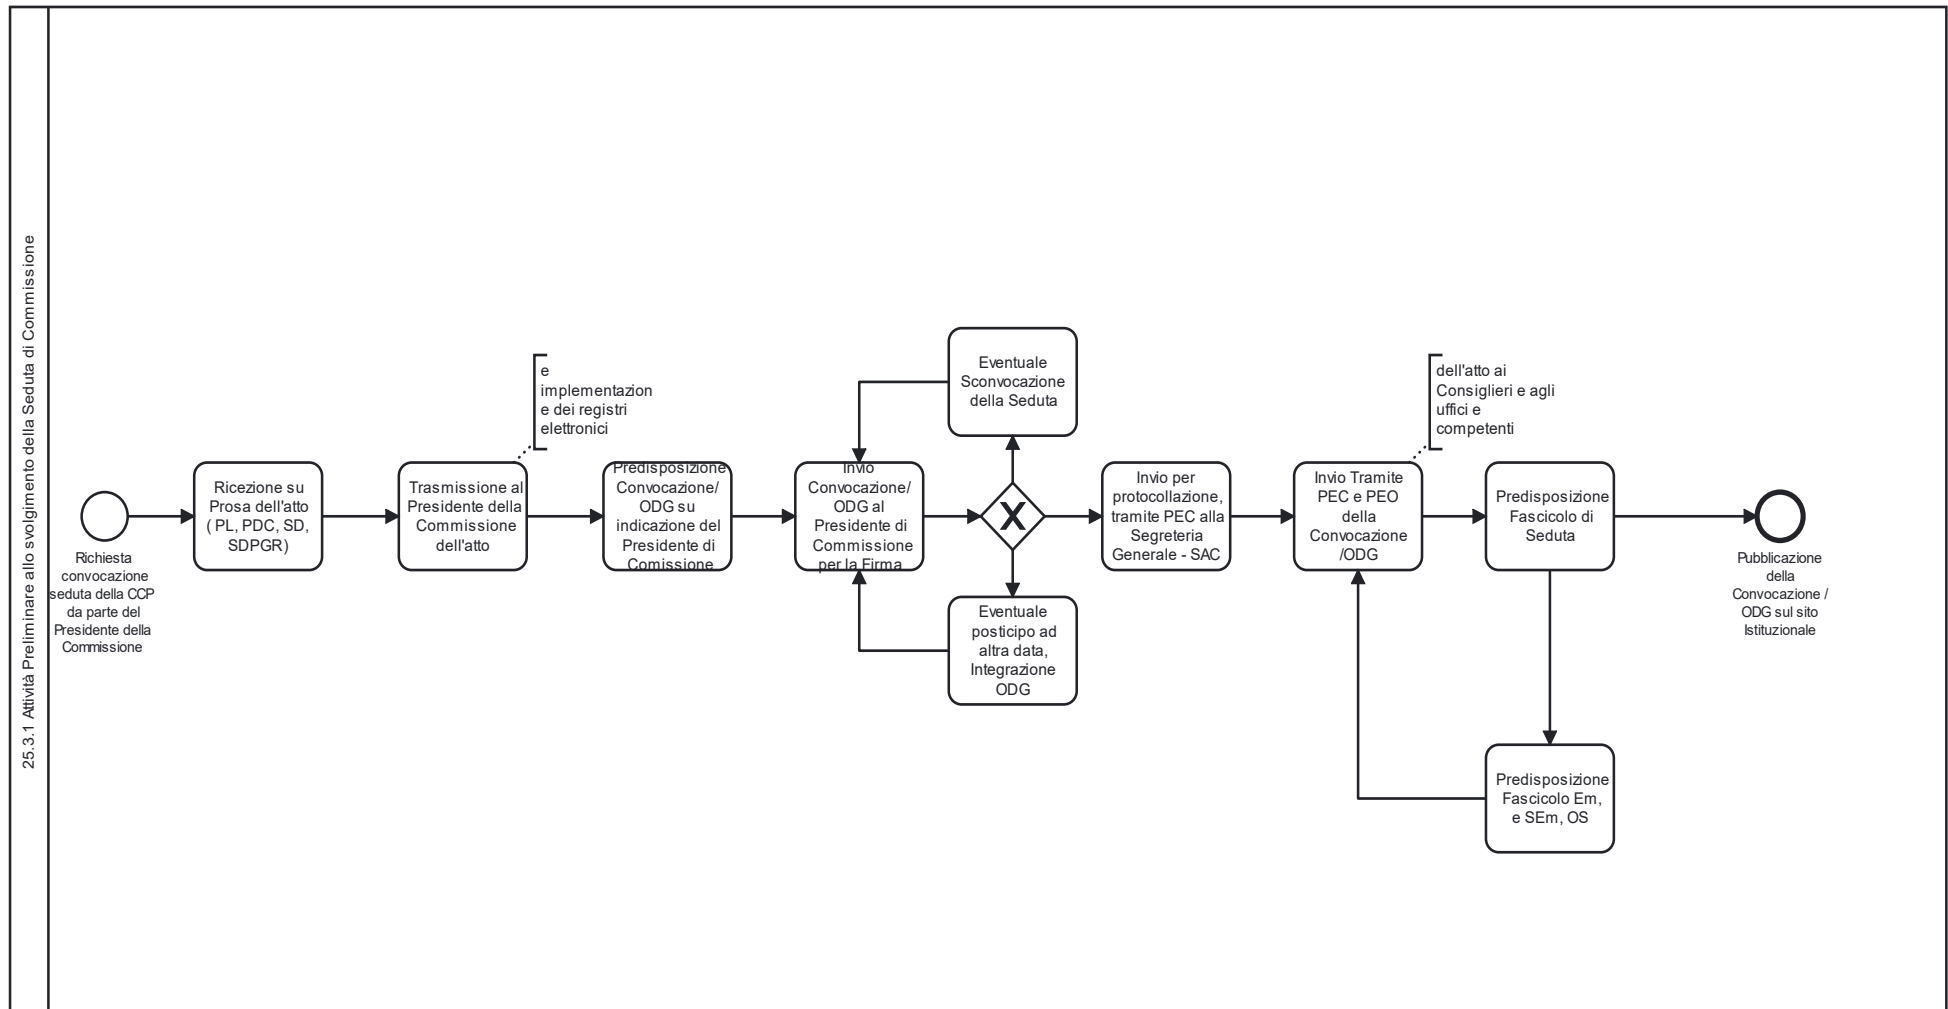 25.3.1 Attività Preliminare allo svolgimento della Seduta di Commissione
Richiesta
convocazione
seduta della CCP
da parte del
Presidente della
Commissione
Ricezione su
Prosa dell'atto
( PL, PDC, SD,
SDPGR)
Trasmissione al
Presidente della
Commissione
dell'atto
e
implementazion
e dei registri
elettronici
Predisposizione
Convocazione/
ODG su
indicazione del
Presidente di
Comissione
Invio
Convocazione/
ODG al
Presidente di
Commissione
per la Firma
Eventuale
Sconvocazione
della Seduta
X
Eventuale
posticipo ad
altra data,
Integrazione
ODG
Invio per
protocollazione,
tramite PEC alla
Segreteria
Generale - SAC
Invio Tramite
PEC e PEO
della
Convocazione
/ODG
dell'atto ai
Consiglieri e agli
uffici e
competenti
Predisposizione
Fascicolo di
Seduta
Predisposizione
Fascicolo Em,
e SEm, OS
Pubblicazione
della
Convocazione /
ODG sul sito
Istituzionale